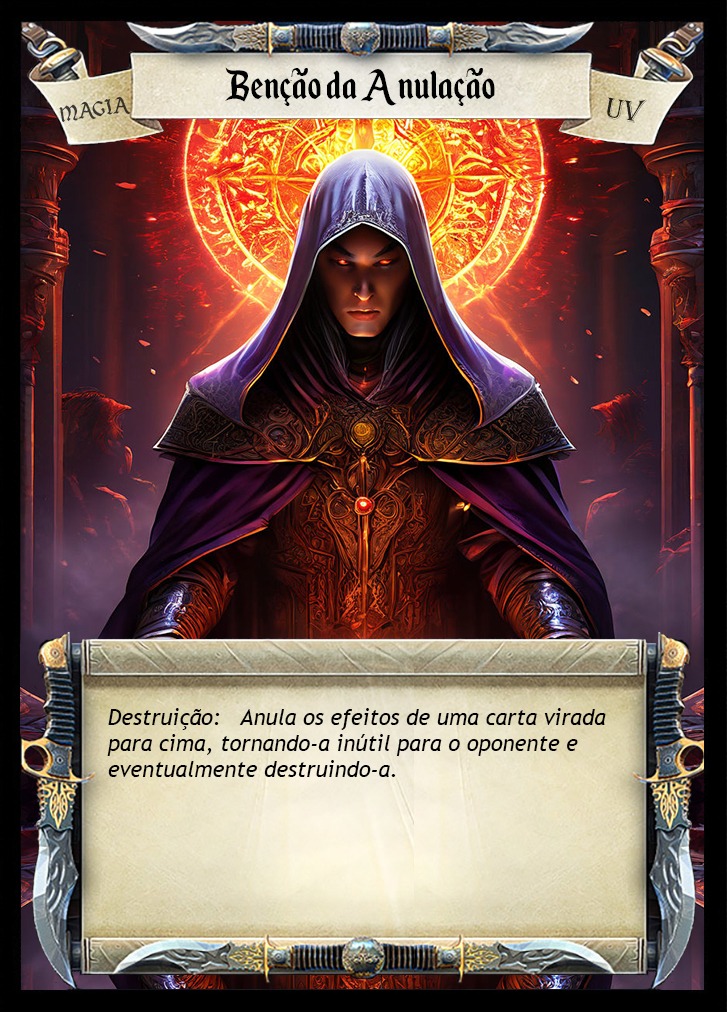 Benção da Anulação
MAGIA
UV
Destruição: Anula os efeitos de uma carta virada
para cima, tornando-a inútil para o oponente e
eventualmente destruindo-a.